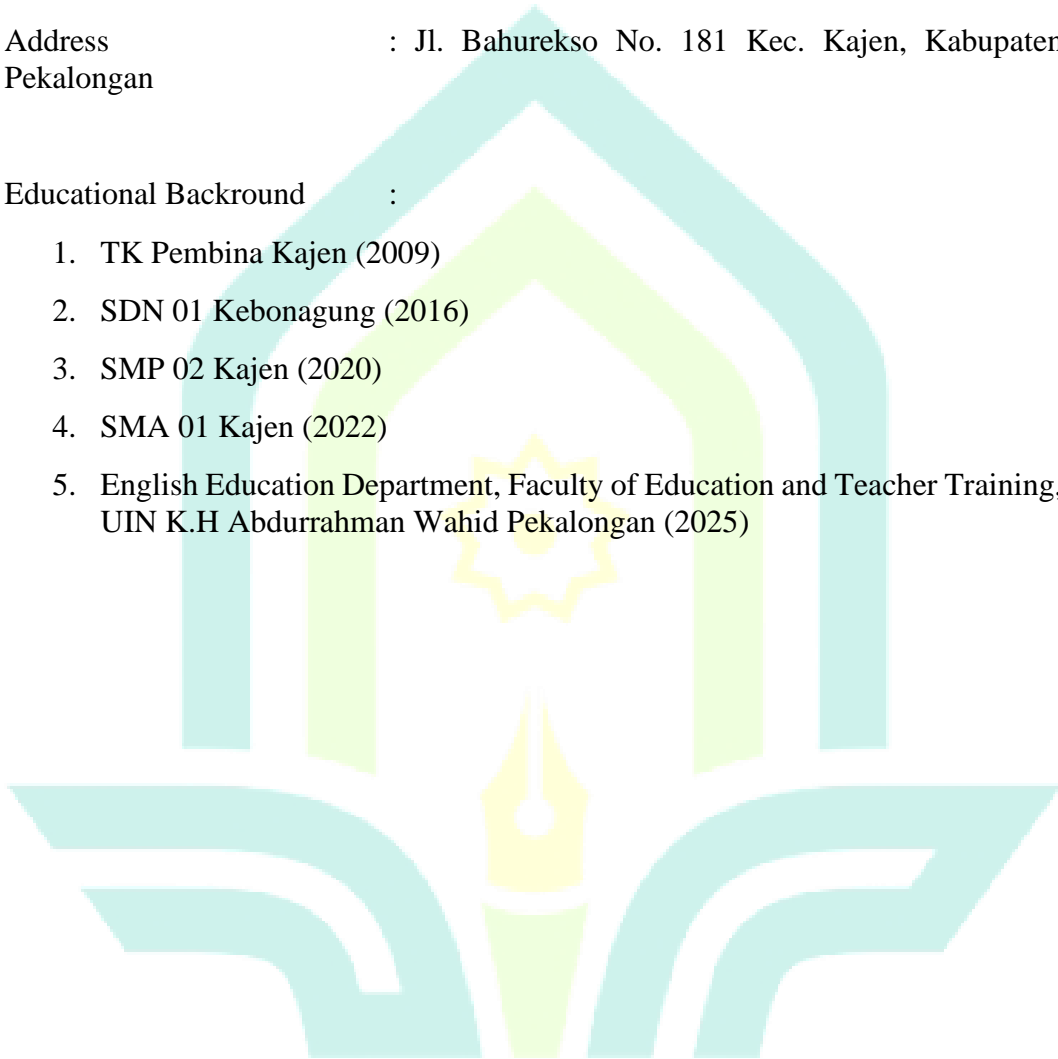 Address : Jl. Bahurekso No. 181 Kec. Kajen, Kabupaten
Pekalongan
Educational Backround :
1. TK Pembina Kajen (2009)
2. SDN 01 Kebonagung (2016)
3. SMP 02 Kajen (2020)
4. SMA 01 Kajen (2022)
5. English Education Department, Faculty of Education and Teacher Training,
UIN K.H Abdurrahman Wahid Pekalongan (2025)